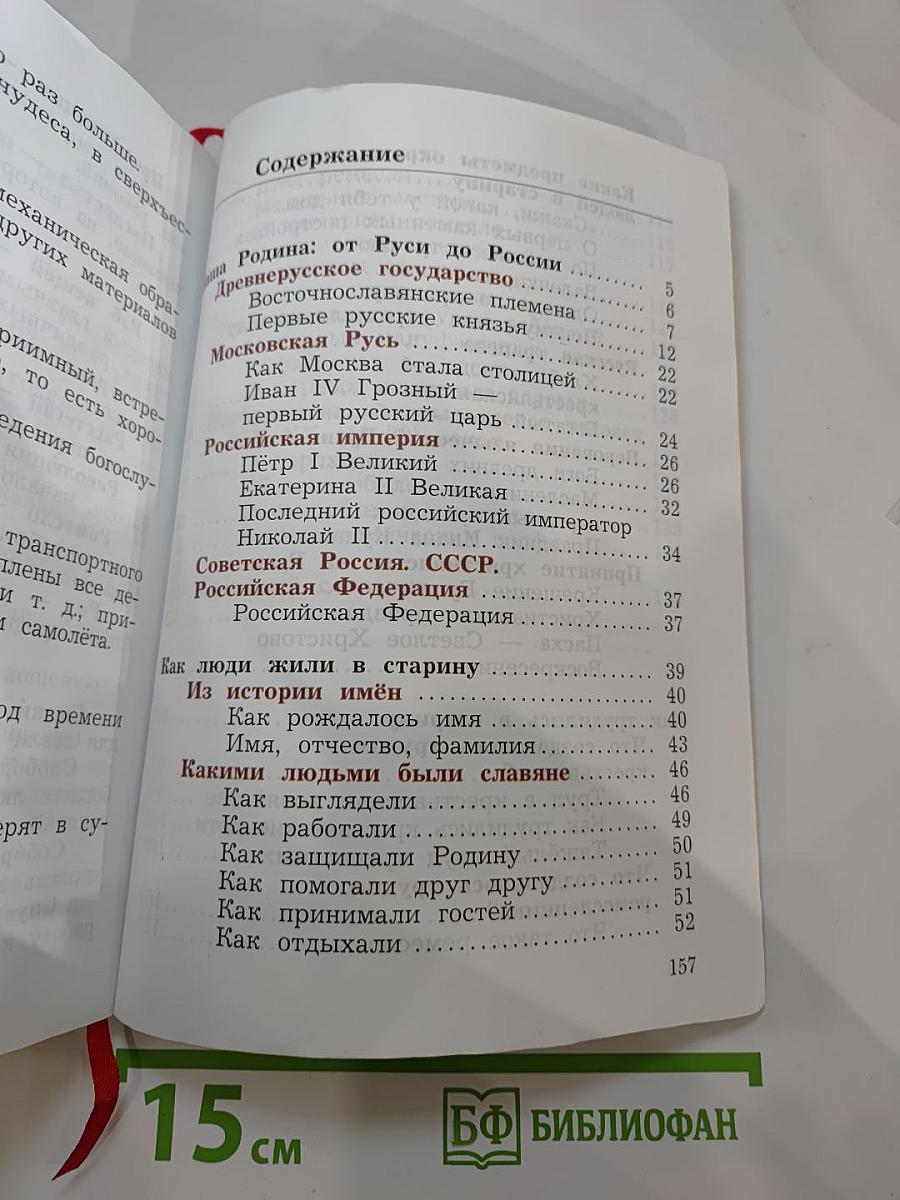 раз больше.
чудеса, в сверхъес-
механическая обра-
других материалов
встре-
то есть хоро-
богослу-
транспортного
все де-
и т. д.; при-
самолёта.
од времени
ерят в су-
Содержание
Родина: от Руси до России ........ 5
Древнерусское государство ........ 6
Восточнославянские племена ....... 7
Первые русские князья ........ 12
Московская Русь ........ 22
Как Москва стала столицей ........ 22
Иван IV Грозный —
первый русский царь ........ 24
Российская империя ........ 26
Пётр I Великий ........ 26
Екатерина II Великая ........ 32
Последний российский император
Николай II ........ 34
Советская Россия. СССР.
Российская Федерация ........ 37
Российская Федерация ........ 37
Как люди жили в старину ........ 39
Из истории имён ........ 40
Как рождалось имя ........ 40
Имя, отчество, фамилия ........ 43
Какими людьми были славяне ........ 46
Как выглядели ........ 46
Как работали ........ 49
Как защищали Родину ........ 50
Как помогали друг другу ........ 51
Как принимали гостей ........ 51
Как отдыхали ........ 52
157
15 см
БФ БИБЛИОФАН